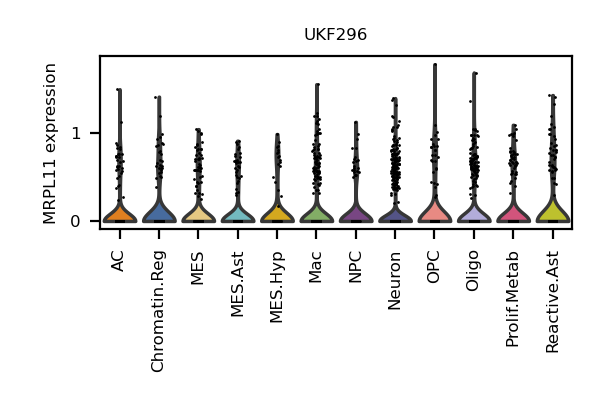 UKF296
MRPL11 expression
1
0
AC
Chromatin.Reg
MES
MES.Ast
MES.Hyp
Mac
NPC
Neuron
OPC
Oligo
Prolif.Metab
Reactive.Ast